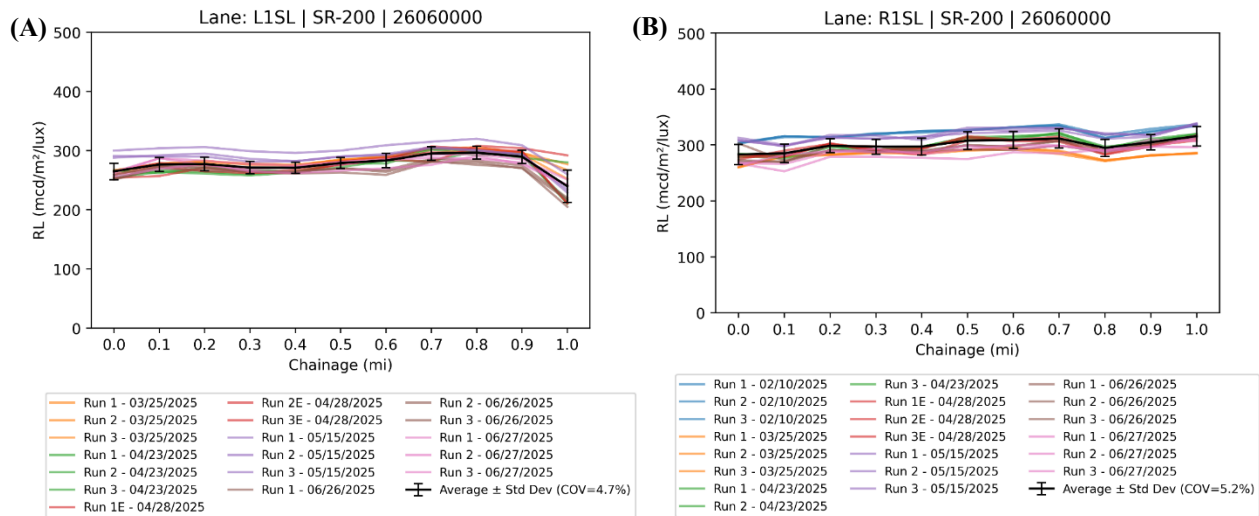 (A)
Lane: L1SL | SR-200 | 26060000
500
400
300
200
100
0
RL (mcd/m²/lux)
0.0 0.1 0.2 0.3 0.4 0.5 0.6 0.7 0.8 0.9 1.0
Chainage (mi)
Run 1 - 03/25/2025
Run 2 - 03/25/2025
Run 3 - 03/25/2025
Run 1 - 04/23/2025
Run 2 - 04/23/2025
Run 3 - 04/23/2025
Run 1E - 04/28/2025
Run 2E - 04/28/2025
Run 3E - 04/28/2025
Run 1 - 05/15/2025
Run 2 - 05/15/2025
Run 3 - 05/15/2025
Run 1 - 06/26/2025
Run 2 - 06/26/2025
Run 3 - 06/26/2025
Run 1 - 06/27/2025
Run 2 - 06/27/2025
Run 3 - 06/27/2025
Average ± Std Dev (COV=4.7%)
(B)
Lane: R1SL | SR-200 | 26060000
500
400
300
200
100
0
RL (mcd/m²/lux)
0.0 0.1 0.2 0.3 0.4 0.5 0.6 0.7 0.8 0.9 1.0
Chainage (mi)
Run 1 - 02/10/2025
Run 2 - 02/10/2025
Run 3 - 02/10/2025
Run 1 - 03/25/2025
Run 2 - 03/25/2025
Run 3 - 03/25/2025
Run 1 - 04/23/2025
Run 2 - 04/23/2025
Run 3 - 04/23/2025
Run 1E - 04/28/2025
Run 2E - 04/28/2025
Run 3E - 04/28/2025
Run 1 - 05/15/2025
Run 2 - 05/15/2025
Run 3 - 05/15/2025
Run 1 - 06/26/2025
Run 2 - 06/26/2025
Run 3 - 06/26/2025
Run 1 - 06/27/2025
Run 2 - 06/27/2025
Run 3 - 06/27/2025
Average ± Std Dev (COV=5.2%)